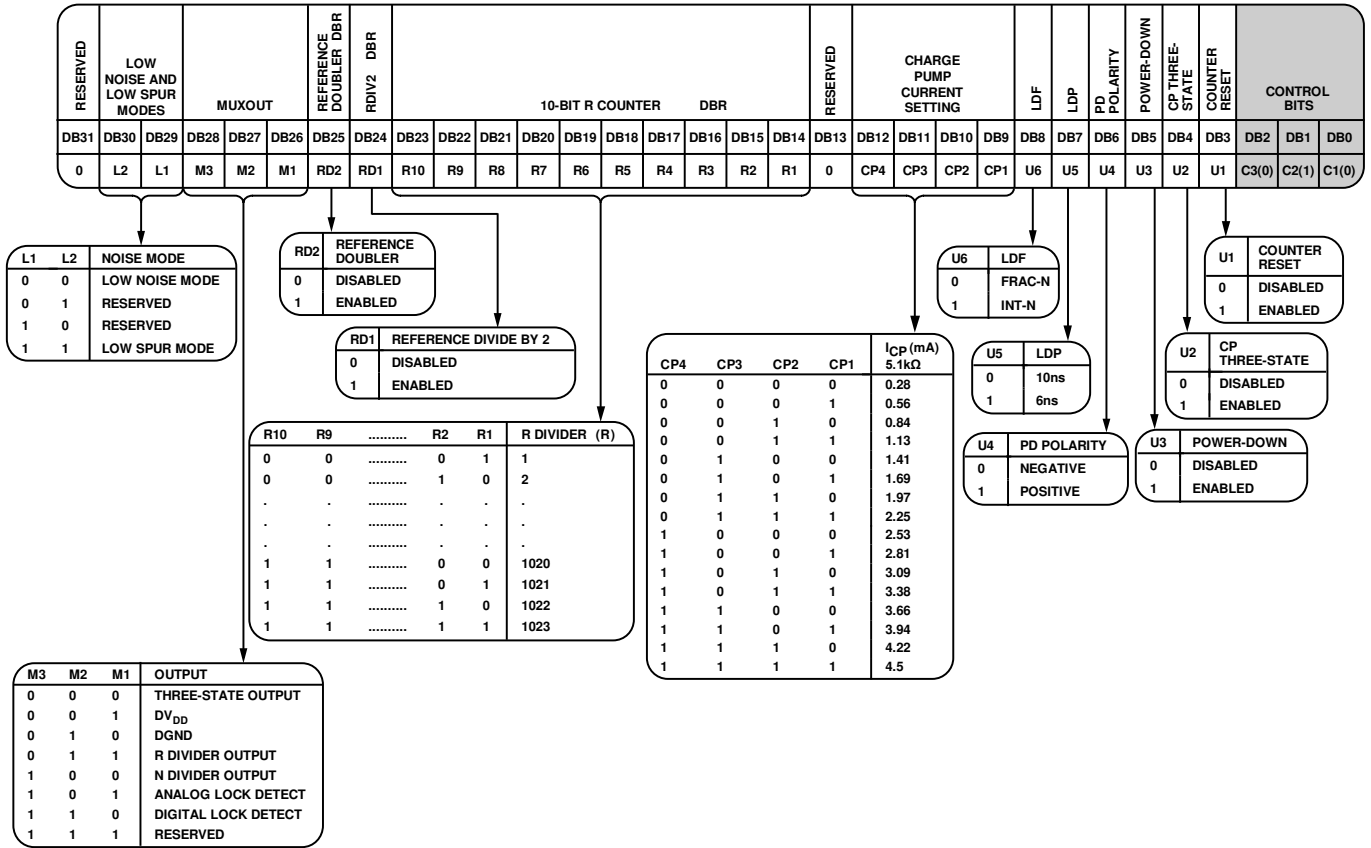 RESERVED
LOW
NOISE AND
LOW SPUR
MODES
MUXOUT
REFERENCE
DOUBLER DBR
RDIV2 DBR
10-BIT R COUNTER DBR
RESERVED
CHARGE
PUMP
CURRENT
SETTING
LDF
LDP
PD
POLARITY
POWER-DOWN
CP THREE-
STATE
COUNTER
RESET
CONTROL
BITS
DB31 DB30 DB29 DB28 DB27 DB26 DB25 DB24 DB23 DB22 DB21 DB20 DB19 DB18 DB17 DB16 DB15 DB14 DB13 DB12 DB11 DB10 DB9 DB8 DB7 DB6 DB5 DB4 DB3 DB2 DB1 DB0
0 L2 L1 M3 M2 M1 RD2 RD1 R10 R9 R8 R7 R6 R5 R4 R3 R2 R1 0 CP4 CP3 CP2 CP1 U6 U5 U4 U3 U2 U1 C3(0) C2(1) C1(0)
L1 L2 NOISE MODE
0 0 LOW NOISE MODE
0 1 RESERVED
1 0 RESERVED
1 1 LOW SPUR MODE
RD2 REFERENCE
DOUBLER
0 DISABLED
1 ENABLED
RD1 REFERENCE DIVIDE BY 2
0 DISABLED
1 ENABLED
R10 R9 .......... R2 R1 R DIVIDER (R)
0 0 .......... 0 1 1
0 0 .......... 1 0 2
. . .......... . . .
. . .......... . . .
. . .......... . . .
1 1 .......... 0 0 1020
1 1 .......... 0 1 1021
1 1 .......... 1 0 1022
1 1 .......... 1 1 1023
CP4 CP3 CP2 CP1 ICP (mA)
5.1kΩ
0 0 0 0 0.28
0 0 0 1 0.56
0 0 1 0 0.84
0 0 1 1 1.13
0 1 0 0 1.41
0 1 0 1 1.69
0 1 1 0 1.97
0 1 1 1 2.25
1 0 0 0 2.53
1 0 0 1 2.81
1 0 1 0 3.09
1 0 1 1 3.38
1 1 0 0 3.66
1 1 0 1 3.94
1 1 1 0 4.22
1 1 1 1 4.5
U6 LDF
0 FRAC-N
1 INT-N
U5 LDP
0 10ns
1 6ns
U4 PD POLARITY
0 NEGATIVE
1 POSITIVE
U1 COUNTER
RESET
0 DISABLED
1 ENABLED
U2 CP
THREE-STATE
0 DISABLED
1 ENABLED
U3 POWER-DOWN
0 DISABLED
1 ENABLED
M3 M2 M1 OUTPUT
0 0 0 THREE-STATE OUTPUT
0 0 1 DVDD
0 1 0 DGND
0 1 1 R DIVIDER OUTPUT
1 0 0 N DIVIDER OUTPUT
1 0 1 ANALOG LOCK DETECT
1 1 0 DIGITAL LOCK DETECT
1 1 1 RESERVED